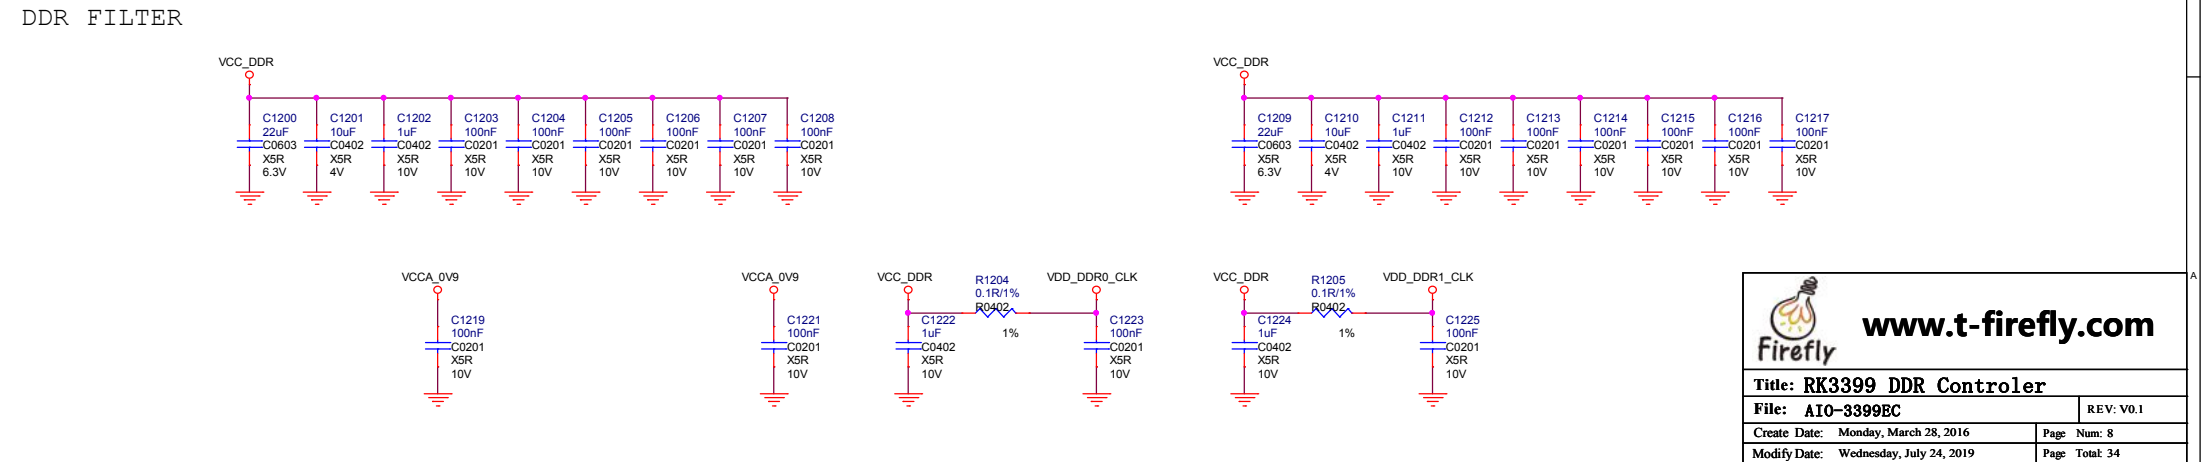 DDR FILTER
VCC_DDR VCC_DDR
C1200 C1201 C1202 C1203 C1204 C1205 C1206 C1207 C1208 C1209 C1210 C1211 C1212 C1213 C1214 C1215 C1216 C1217
22uF 10uF 1uF 100nF 100nF 100nF 100nF 100nF 100nF 22uF 10uF 1uF 100nF 100nF 100nF 100nF 100nF 100nF
C0603 C0402 C0402 C0201 C0201 C0201 C0201 C0201 C0201 C0603 C0402 C0402 C0201 C0201 C0201 C0201 C0201 C0201
X5R X5R X5R X5R X5R X5R X5R X5R X5R X5R X5R X5R X5R X5R X5R X5R X5R X5R
6.3V 4V 10V 10V 10V 10V 10V 10V 10V 6.3V 4V 10V 10V 10V 10V 10V 10V 10V
VCCA_0V9 VCCA_0V9 VCC_DDR R1204 VDD_DDR0_CLK VCC_DDR R1205 VDD_DDR1_CLK A
0.1R/1% 0.1R/1%
R0402 R0402
C1219 C1221 C1222 C1223 C1224 C1225
100nF 100nF 1uF 1% 100nF 1uF 1% 100nF
C0201 C0201 C0402 C0201 C0402 C0201
X5R X5R X5R X5R X5R X5R
10V 10V 10V 10V 10V 10V
Firefly
www.t-firefly.com
Title: RK3399 DDR Controler
File: AIO-3399EC REV: V0.1
Create Date: Monday, March 28, 2016 Page Num: 8
Modify Date: Wednesday, July 24, 2019 Page Total: 34